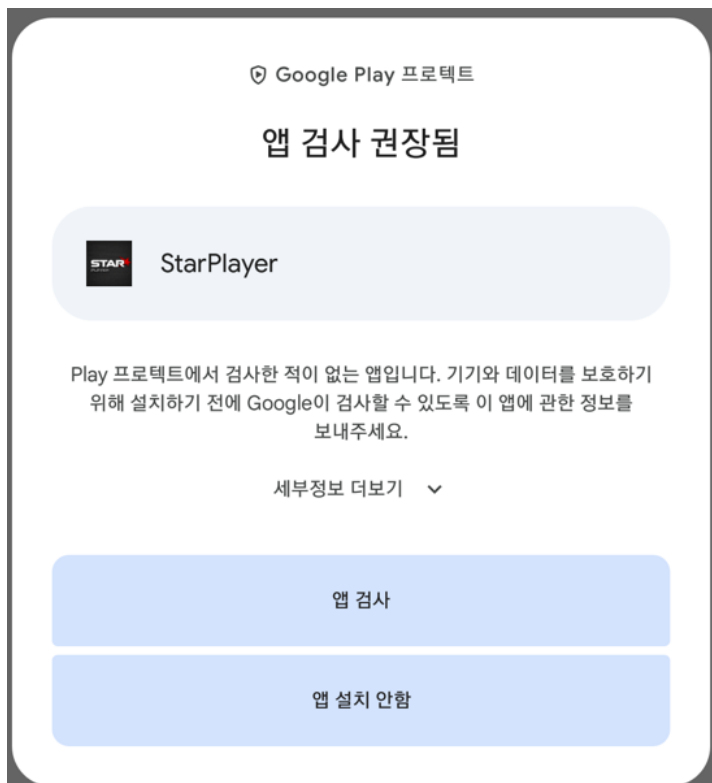 Google Play 프로텍트
앱 검사 권장됨
STAR
PLAYER
StarPlayer
Play 프로텍트에서 검사한 적이 없는 앱입니다. 기기와 데이터를 보호하기
위해 설치하기 전에 Google이 검사할 수 있도록 이 앱에 관한 정보를
보내주세요.
세부정보 더보기
앱 검사
앱 설치 안함